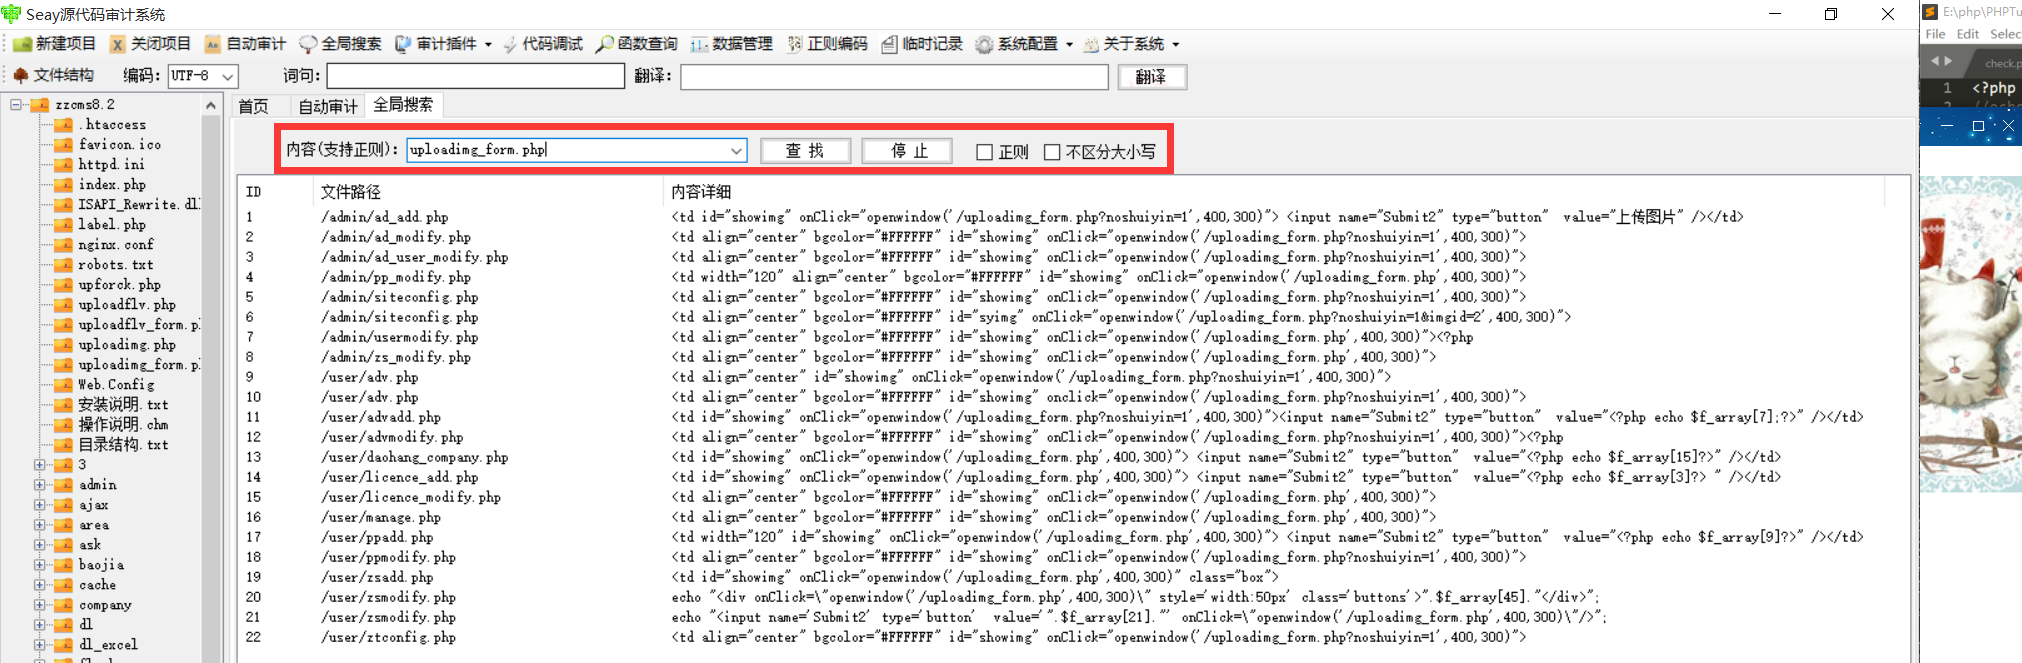 Seay源代码审计系统
新建项目 关闭项目 自动审计 全局搜索 审计插件 代码调试 函数查询 数据管理 正则编码 临时记录 系统配置 关于系统
文件结构 编码: UTF-8 词句: 翻译: 翻译
首页 自动审计 全局搜索
内容(支持正则): uploadimg_form.php 查 找 停 止 正则 不区分大小写
zzcms8.2
.htaccess
favicon.ico
httpd.ini
index.php
ISAPI_Rewrite.dll
label.php
nginx.conf
robots.txt
upforck.php
uploadflv.php
uploadflv_form.p
uploadimg.php
uploadimg_form.p
Web.Config
安装说明.txt
操作说明.chm
目录结构.txt
3
admin
ajax
area
ask
baojia
cache
company
dl
dl_excel
ID 文件路径 内容详细
1 /admin/ad_add.php <td id="showimg" onClick="openwindow('/uploadimg_form.php?noshuiyin=1',400,300)"> <input name="Submit2" type="button" value="上传图片" /></td>
2 /admin/ad_modify.php <td align="center" bgcolor="#FFFFFF" id="showimg" onClick="openwindow('/uploadimg_form.php?noshuiyin=1',400,300)">
3 /admin/ad_user_modify.php <td align="center" bgcolor="#FFFFFF" id="showimg" onClick="openwindow('/uploadimg_form.php?noshuiyin=1',400,300)">
4 /admin/pp_modify.php <td width="120" align="center" bgcolor="#FFFFFF" id="showimg" onClick="openwindow('/uploadimg_form.php',400,300)">
5 /admin/siteconfig.php <td align="center" bgcolor="#FFFFFF" id="showimg" onClick="openwindow('/uploadimg_form.php?noshuiyin=1',400,300)">
6 /admin/siteconfig.php <td align="center" bgcolor="#FFFFFF" id="syimg" onClick="openwindow('/uploadimg_form.php?noshuiyin=1&imgid=2',400,300)">
7 /admin/usermodify.php <td align="center" bgcolor="#FFFFFF" id="showimg" onClick="openwindow('/uploadimg_form.php',400,300)"><?php
8 /admin/zs_modify.php <td align="center" bgcolor="#FFFFFF" id="showimg" onClick="openwindow('/uploadimg_form.php',400,300)">
9 /user/adv.php <td align="center" id="showimg" onClick="openwindow('/uploadimg_form.php?noshuiyin=1',400,300)">
10 /user/adv.php <td align="center" bgcolor="#FFFFFF" id="showimg" onClick="openwindow('/uploadimg_form.php?noshuiyin=1',400,300)">
11 /user/advadd.php <td id="showimg" onClick="openwindow('/uploadimg_form.php?noshuiyin=1',400,300)"><input name="Submit2" type="button" value="<?php echo $f_array[7];?>" /></td>
12 /user/advmodify.php <td align="center" bgcolor="#FFFFFF" id="showimg" onClick="openwindow('/uploadimg_form.php?noshuiyin=1',400,300)"><?php
13 /user/daohang_company.php <td id="showimg" onClick="openwindow('/uploadimg_form.php',400,300)"> <input name="Submit2" type="button" value="<?php echo $f_array[15]?>" /></td>
14 /user/licence_add.php <td id="showimg" onClick="openwindow('/uploadimg_form.php',400,300)"> <input name="Submit2" type="button" value="<?php echo $f_array[3]?> " /></td>
15 /user/licence_modify.php <td align="center" bgcolor="#FFFFFF" id="showimg" onClick="openwindow('/uploadimg_form.php',400,300)">
16 /user/manage.php <td align="center" bgcolor="#FFFFFF" id="showimg" onClick="openwindow('/uploadimg_form.php',400,300)">
17 /user/ppadd.php <td width="120" id="showimg" onClick="openwindow('/uploadimg_form.php',400,300)"> <input name="Submit2" type="button" value="<?php echo $f_array[9]?>" /></td>
18 /user/ppmodify.php <td align="center" bgcolor="#FFFFFF" id="showimg" onClick="openwindow('/uploadimg_form.php?noshuiyin=1',400,300)">
19 /user/zsadd.php <td id="showimg" onClick="openwindow('/uploadimg_form.php',400,300)" class="box">
20 /user/zsmodify.php echo "<div onClick=\"openwindow('/uploadimg_form.php',400,300)\" style='width:50px' class='buttons'>".$f_array[45]."</div>";
21 /user/zsmodify.php echo "<input name='Submit2' type='button' value='".$f_array[21]."' onClick=\"openwindow('/uploadimg_form.php',400,300)\"/>";
22 /user/ztconfig.php <td align="center" bgcolor="#FFFFFF" id="showimg" onClick="openwindow('/uploadimg_form.php?noshuiyin=1',400,300)">
E:\php\PHPTu
File Edit Selec
check.p
1 <?php